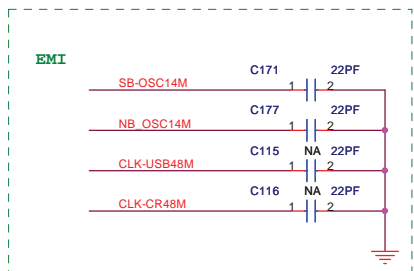 EMI
C171 22PF
SB-OSC14M 1 2
C177 22PF
NB_OSC14M 1 2
C115 NA 22PF
CLK-USB48M 1 2
C116 NA 22PF
CLK-CR48M 1 2